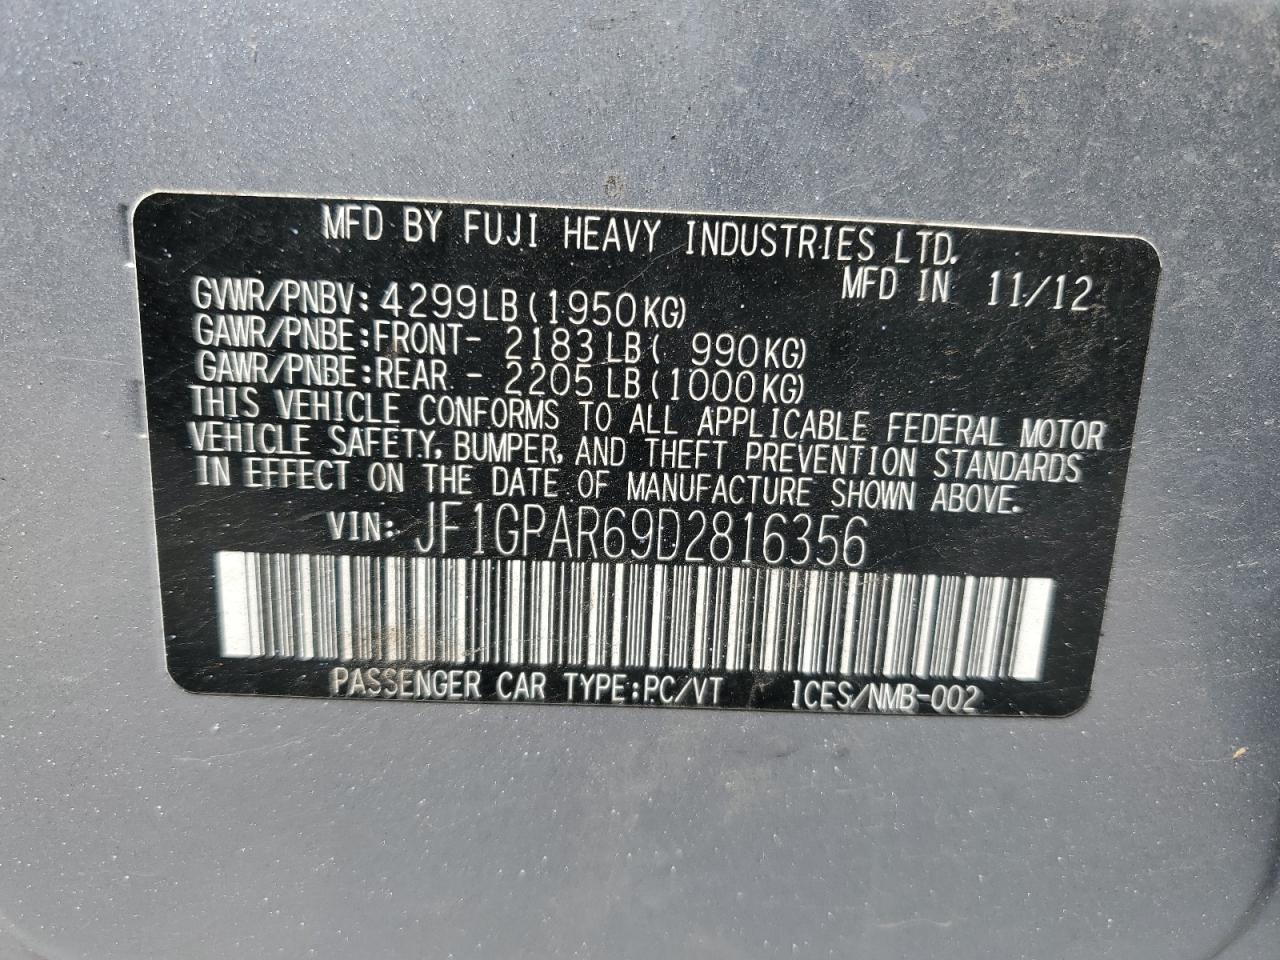 MFD BY FUJI HEAVY INDUSTRIES LTD.
MFD IN 11/12
GVWR/PNBV: 4299LB (1950KG)
GAWR/PNBE:FRONT- 2183LB( 990KG)
GAWR/PNBE:REAR - 2205LB(1000KG)
THIS VEHICLE CONFORMS TO ALL APPLICABLE FEDERAL MOTOR
VEHICLE SAFETY, BUMPER, AND THEFT PREVENTION STANDARDS
IN EFFECT ON THE DATE OF MANUFACTURE SHOWN ABOVE.
VIN: JF1GPAR69D2816356
PASSENGER CAR TYPE:PC/VT ICES/NMB-002